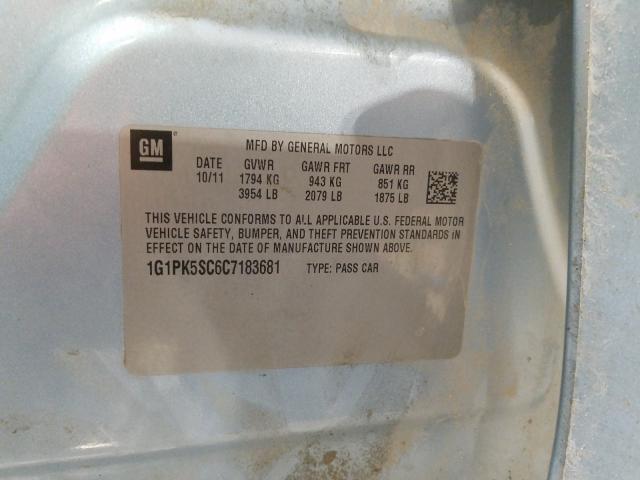 GM
MFD BY GENERAL MOTORS LLC
DATE GVWR GAWR FRT GAWR RR
10/11 1794 KG 943 KG 851 KG
3954 LB 2079 LB 1875 LB
THIS VEHICLE CONFORMS TO ALL APPLICABLE U.S. FEDERAL MOTOR
VEHICLE SAFETY, BUMPER, AND THEFT PREVENTION STANDARDS IN
EFFECT ON THE DATE OF MANUFACTURE SHOWN ABOVE.
1G1PK5SC6C7183681 TYPE: PASS CAR